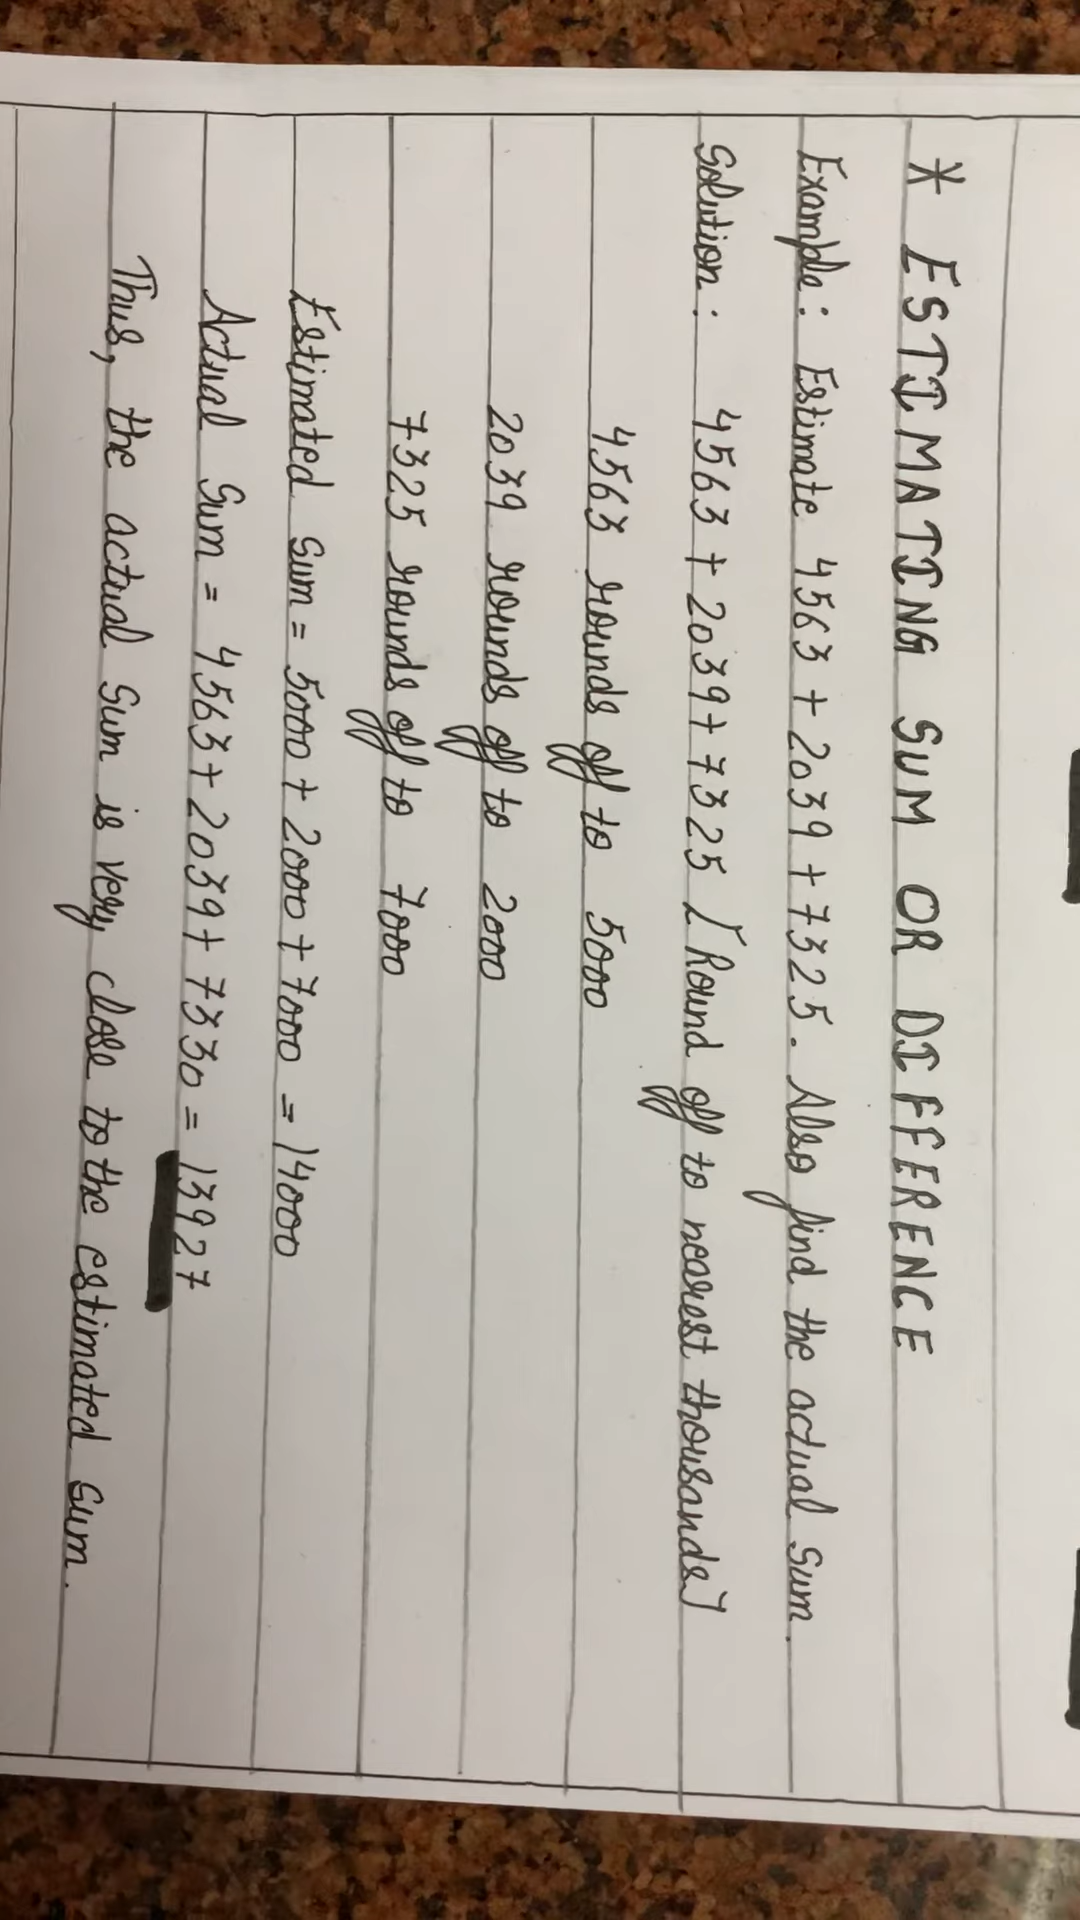 * ESTIMATING SUM OR DIFFERENCE
Example: Estimate 4563 + 2039 + 7325. Also find the actual sum.
Solution: 4563 + 2039 + 7325 [Round off to nearest thousands]
4563 rounds off to 5000
2039 rounds off to 2000
7325 rounds off to 7000
Estimated sum = 5000 + 2000 + 7000 = 14000
Actual sum = 4563 + 2039 + 7330 = 13927
Thus, the actual sum is very close to the estimated sum.